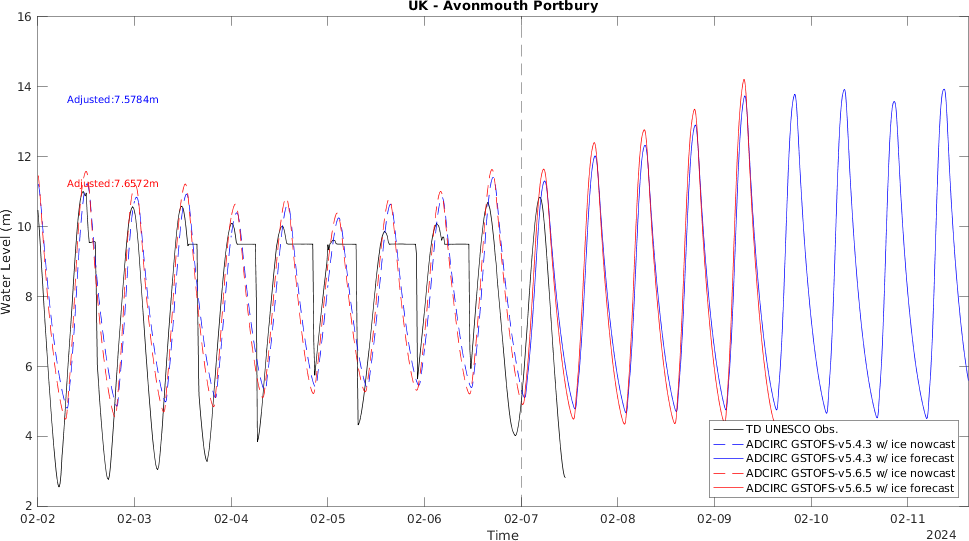 UK - Avonmouth Portbury
16
14
12
10
8
6
4
2
Water Level (m)
Adjusted:7.5784m
Adjusted:7.6572m
TD UNESCO Obs.
ADCIRC GSTOFS-v5.4.3 w/ ice nowcast
ADCIRC GSTOFS-v5.4.3 w/ ice forecast
ADCIRC GSTOFS-v5.6.5 w/ ice nowcast
ADCIRC GSTOFS-v5.6.5 w/ ice forecast
02-02 02-03 02-04 02-05 02-06 02-07 02-08 02-09 02-10 02-11
Time
2024